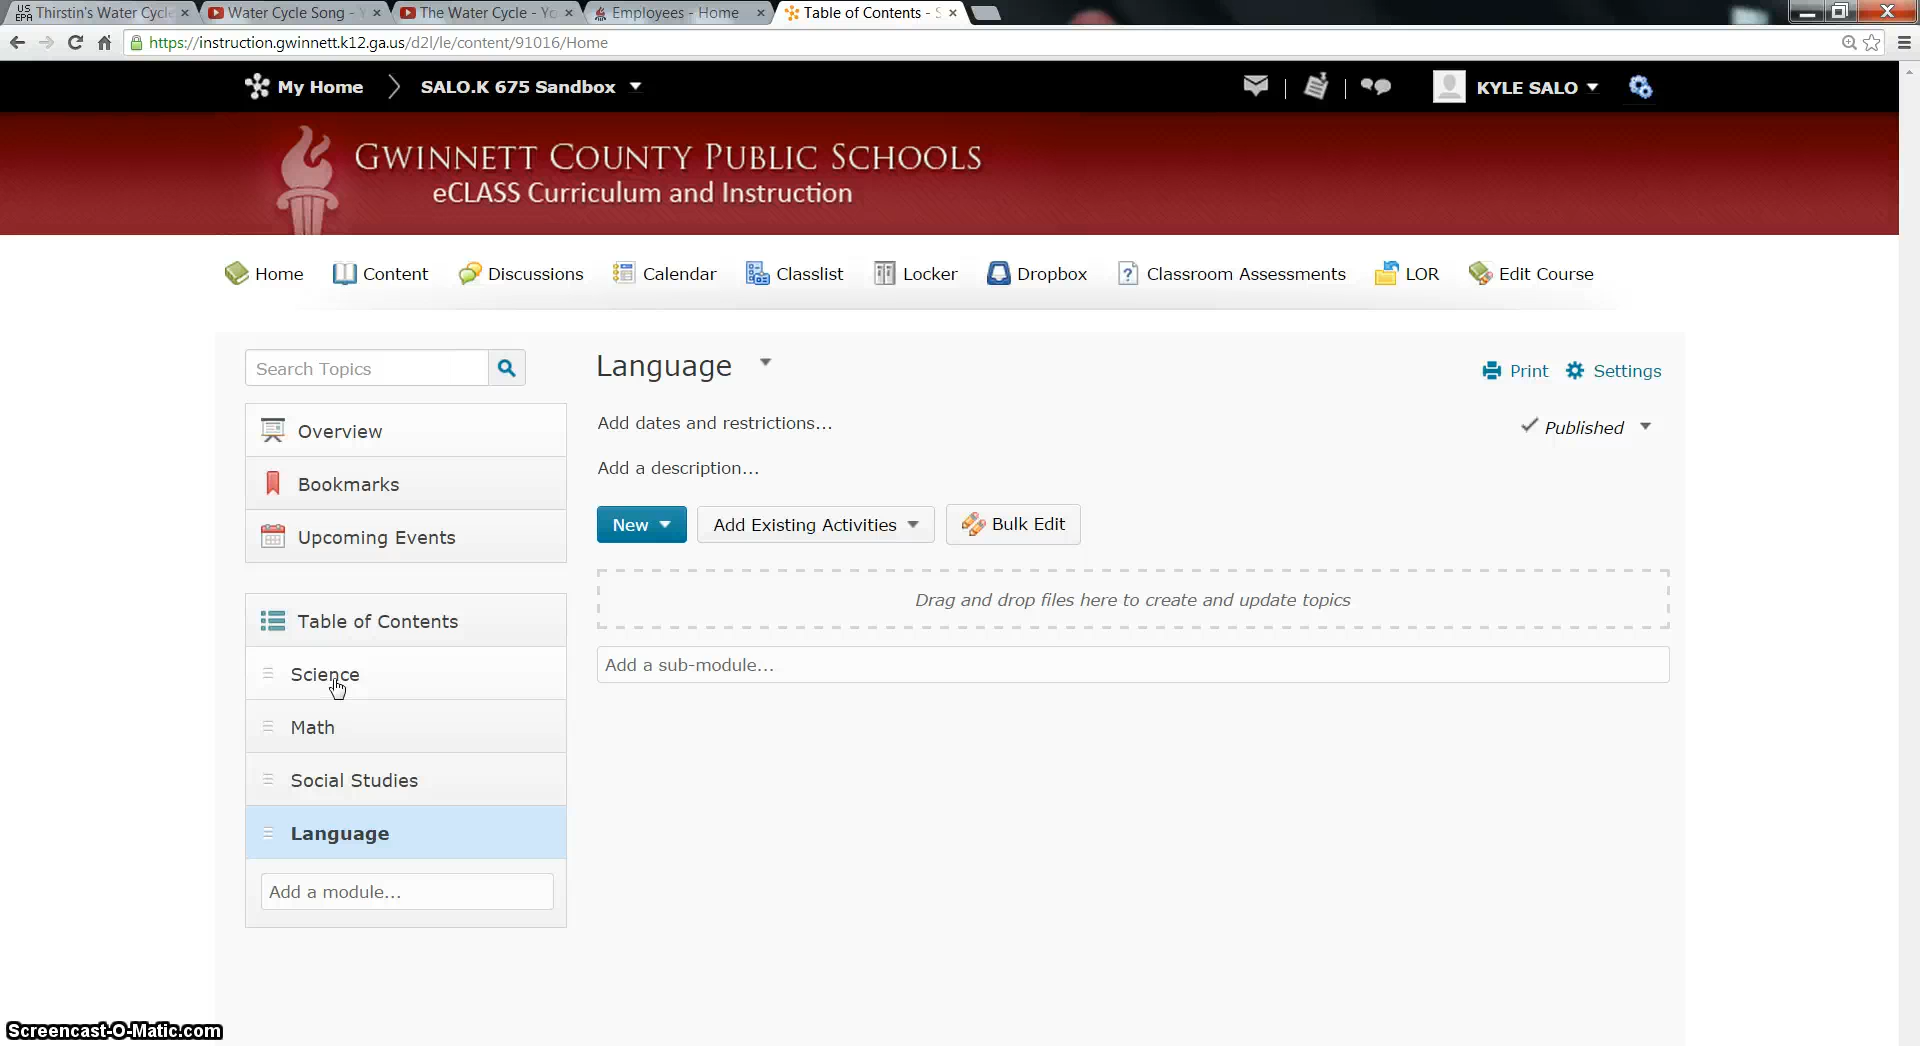 US EPA Thirstin's Water Cycle
Water Cycle Song -
The Water Cycle - Yo
Employees - Home
Table of Contents - S
https://instruction.gwinnett.k12.ga.us/d2l/le/content/91016/Home
My Home
SALO.K 675 Sandbox
KYLE SALO
GWINNETT COUNTY PUBLIC SCHOOLS
eCLASS Curriculum and Instruction
Home
Content
Discussions
Calendar
Classlist
Locker
Dropbox
Classroom Assessments
LOR
Edit Course
Search Topics
Overview
Bookmarks
Upcoming Events
Table of Contents
Science
Math
Social Studies
Language
Add a module...
Language
Print
Settings
Add dates and restrictions...
Published
Add a description...
New
Add Existing Activities
Bulk Edit
Drag and drop files here to create and update topics
Add a sub-module...
Screencast-O-Matic.com